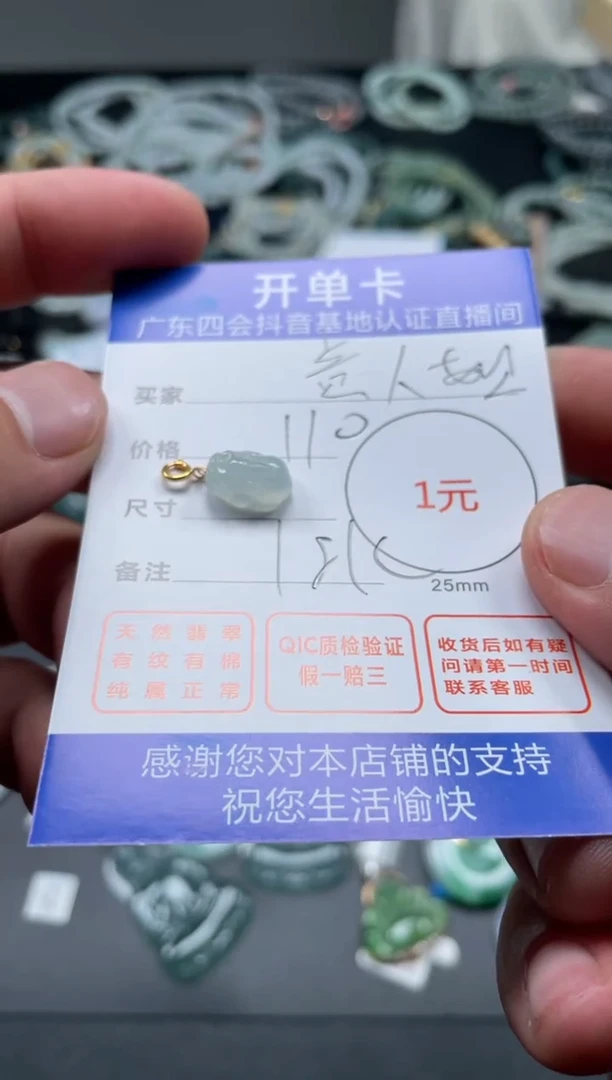 开单卡
广东四会抖音基地认证直播间
买家
价格 110
尺寸
备注
1元
25mm
天然翡翠
有纹有棉
纯属正常
QIC质检验证
假一赔三
收货后如有疑
问请第一时间
联系客服
感谢您对本店铺的支持
祝您生活愉快